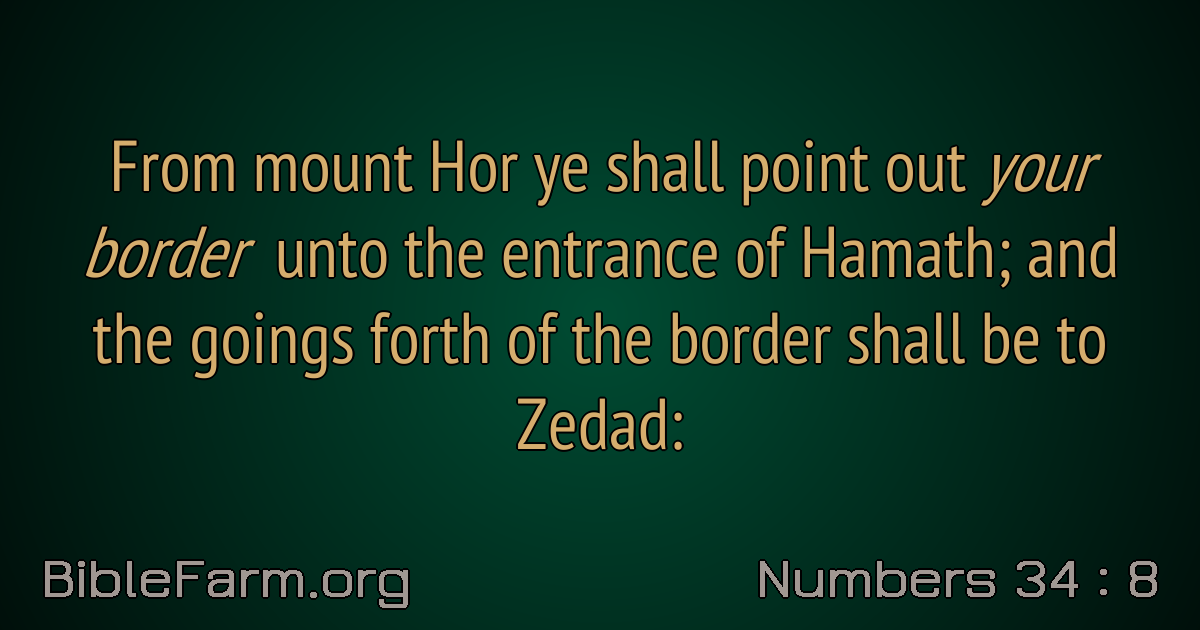 From mount Hor ye shall point out your
border unto the entrance of Hamath; and
the goings forth of the border shall be to
Zedad:
BibleFarm.org
Numbers 34 : 8